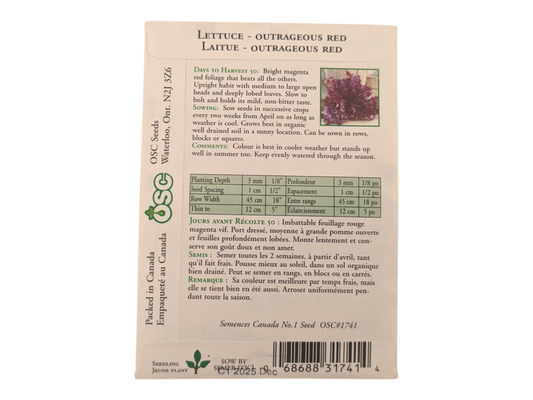 LETTUCE - OUTRAGEOUS RED
LAITUE - OUTRAGEOUS RED
DAYS TO HARVEST 50: Bright magenta
red foliage that beats all the others.
Upright habit with medium to large open
heads and deeply lobed leaves. Slow to
bolt and holds its mild, non-bitter taste.
SOWING: Sow seeds in successive crops
every two weeks from April on as long as
weather is cool. Grows best in organic
well drained soil in a sunny location. Can be sown in rows,
blocks or squares.
COMMENTS: Colour is best in cooler weather but stands up
well in summer too. Keep evenly watered through the season.
Planting Depth 3 mm 1/8" Profondeur 3 mm 1/8 po
Seed Spacing 1 cm 1/2" Espacement 1 cm 1/2 po
Row Width 45 cm 18" Entre rangs 45 cm 18 po
Thin to 12 cm 5" Éclaircissement 12 cm 5 po
JOURS AVANT RÉCOLTE 50 : Imbattable feuillage rouge
magenta vif. Port dressé, moyenne à grande pomme ouverte
et feuilles profondément lobées. Monte lentement et con-
serve son goût doux et non amer.
SEMIS : Semer toutes les 2 semaines, à partir d'avril, tant
qu'il fait frais. Pousse mieux au soleil, dans un sol organique
bien drainé. Peut se semer en rangs, en blocs ou en carrés.
REMARQUE : Sa couleur est meilleure par temps frais, mais
elle se tient bien en été aussi. Arroser uniformément pen-
dant toute la saison.
Semences Canada No.1 Seed OSC#1741
OSC Seeds
Waterloo, Ont. N2J 3Z6
OSC
Packed in Canada
Empaqueté au Canada
SEEDLING
JEUNE PLANT
SOW BY
CT 2025 Dec
0 68688 31741 4